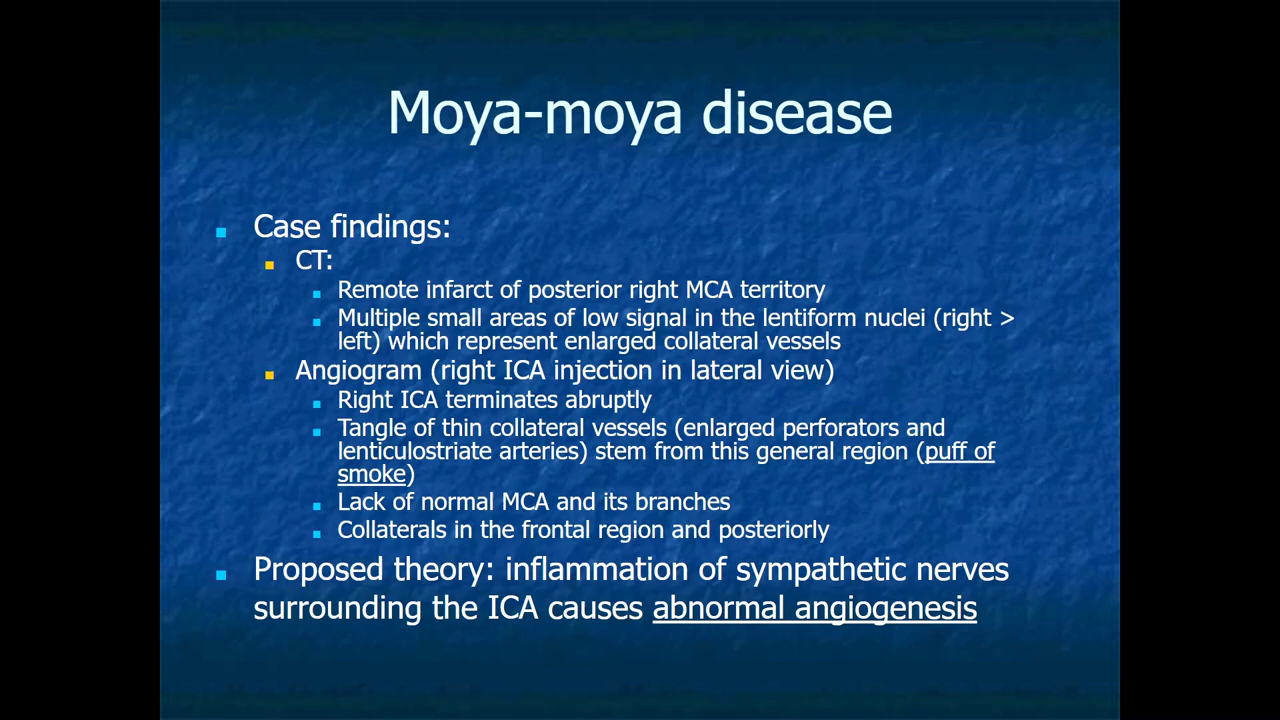 Moya-moya disease
Case findings:
CT:
Remote infarct of posterior right MCA territory
Multiple small areas of low signal in the lentiform nuclei (right >
left) which represent enlarged collateral vessels
Angiogram (right ICA injection in lateral view)
Right ICA terminates abruptly
Tangle of thin collateral vessels (enlarged perforators and
lenticulostriate arteries) stem from this general region (puff of
smoke)
Lack of normal MCA and its branches
Collaterals in the frontal region and posteriorly
Proposed theory: inflammation of sympathetic nerves
surrounding the ICA causes abnormal angiogenesis